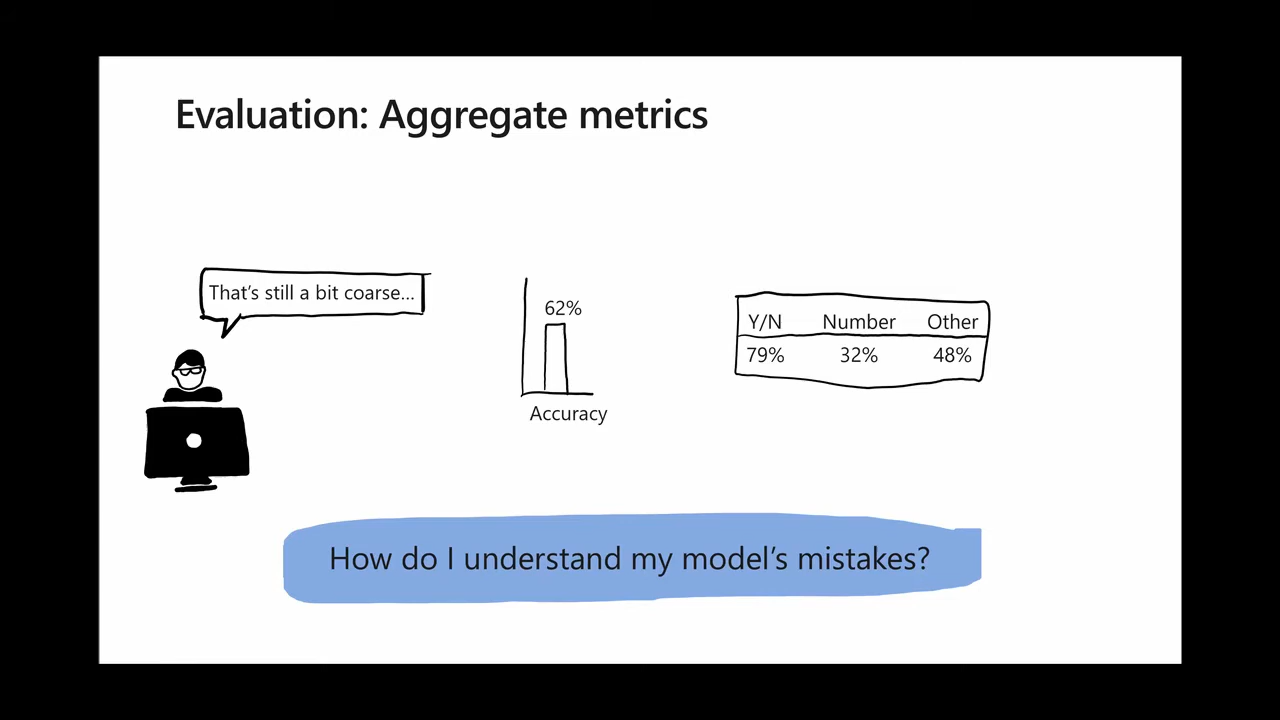 Evaluation: Aggregate metrics
That's still a bit coarse...
62%
Accuracy
Y/N Number Other
79% 32% 48%
How do I understand my model's mistakes?